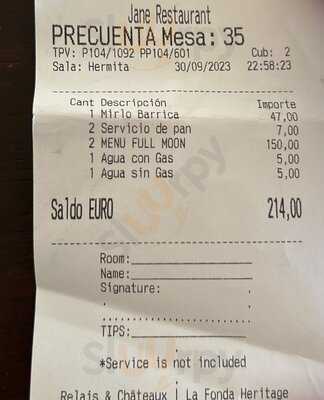 Jane Restaurant
PRECUENTA Mesa: 35
TPV: P104/1092 PP104/601 Cub: 2
Sala: Hermita 30/09/2023 22:58:23
Cant Descripción Importe
1 Mirlo Barrica 47,00
2 Servicio de pan 7,00
2 MENU FULL MOON 150,00
1 Agua con Gas 5,00
1 Agua sin Gas 5,00
Saldo EURO 214,00
Room:
Name:
Signature:
TIPS:
*Service is not included
Relais & Châteaux | La Fonda Heritage